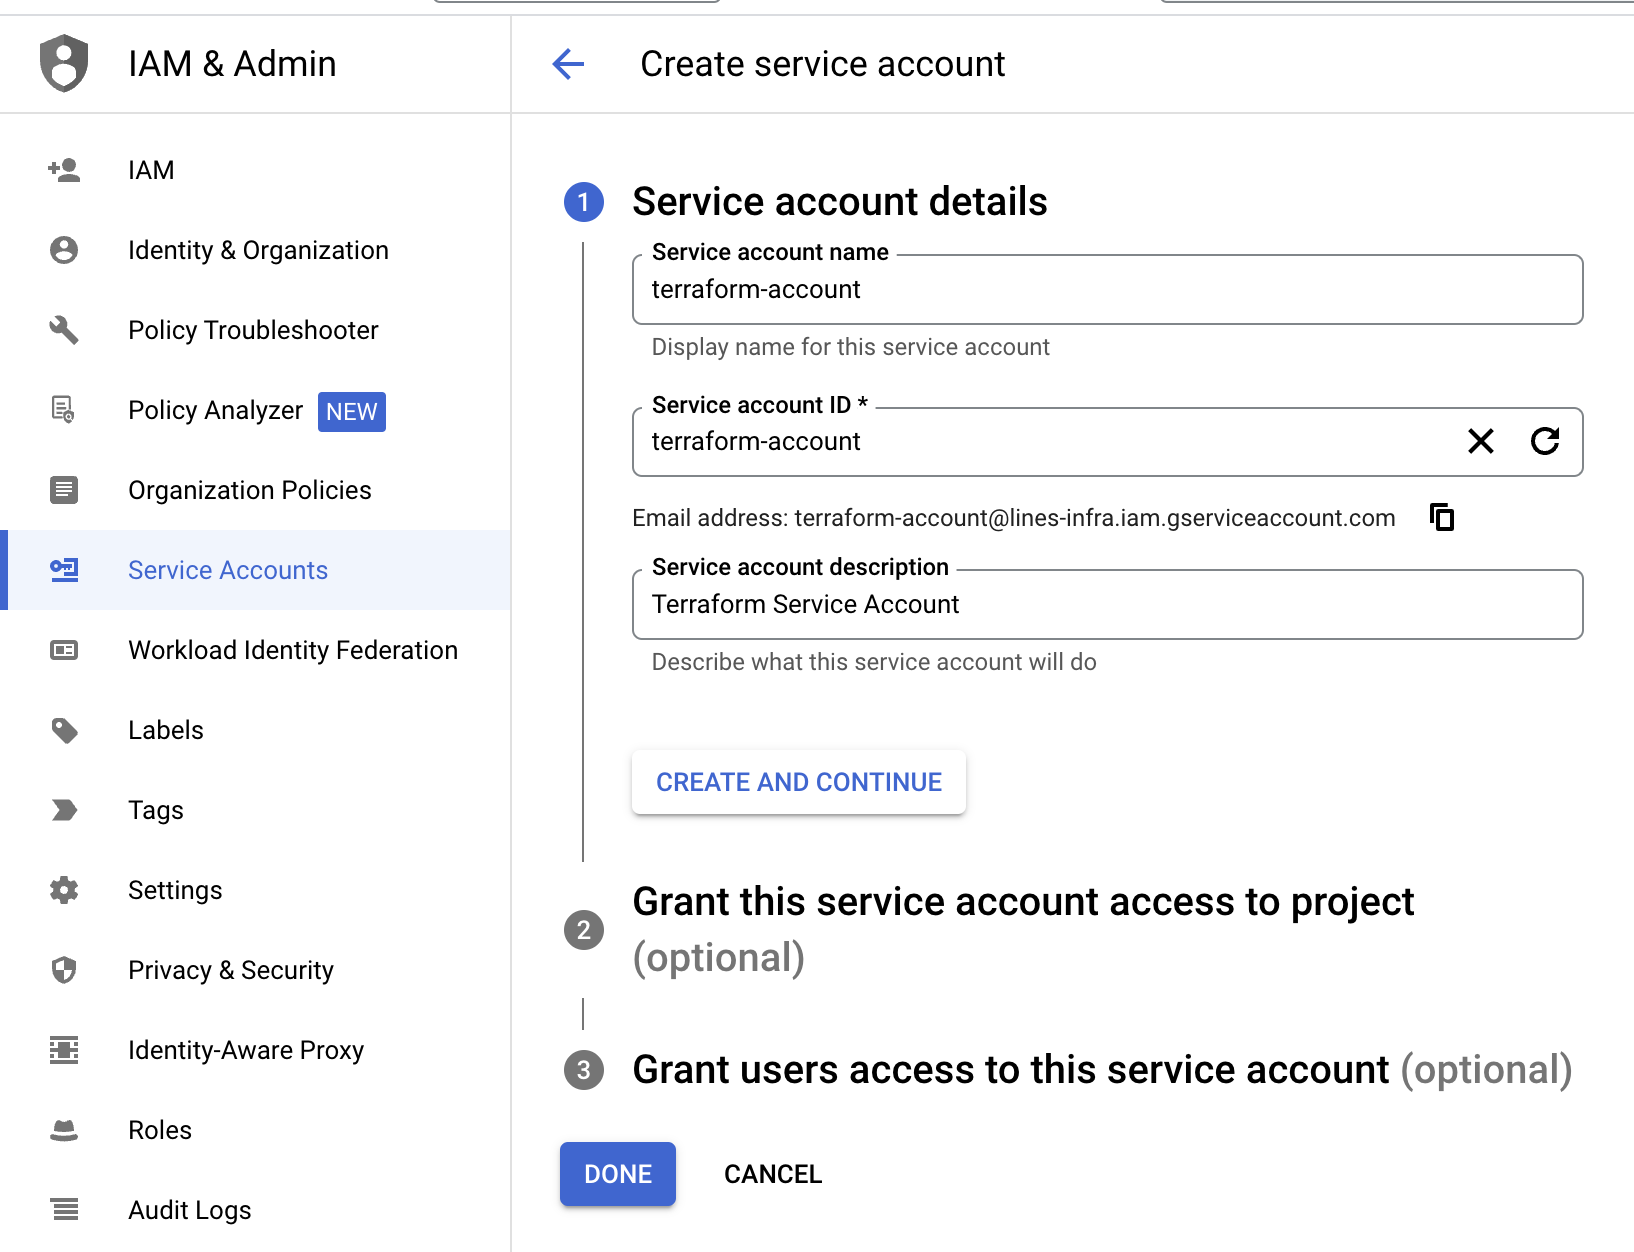 IAM & Admin
IAM
Identity & Organization
Policy Troubleshooter
Policy Analyzer NEW
Organization Policies
Service Accounts
Workload Identity Federation
Labels
Tags
Settings
Privacy & Security
Identity-Aware Proxy
Roles
Audit Logs
Create service account
1 Service account details
Service account name
terraform-account
Display name for this service account
Service account ID *
terraform-account
Email address: terraform-account@lines-infra.iam.gserviceaccount.com
Service account description
Terraform Service Account
Describe what this service account will do
CREATE AND CONTINUE
2 Grant this service account access to project
(optional)
3 Grant users access to this service account (optional)
DONE CANCEL